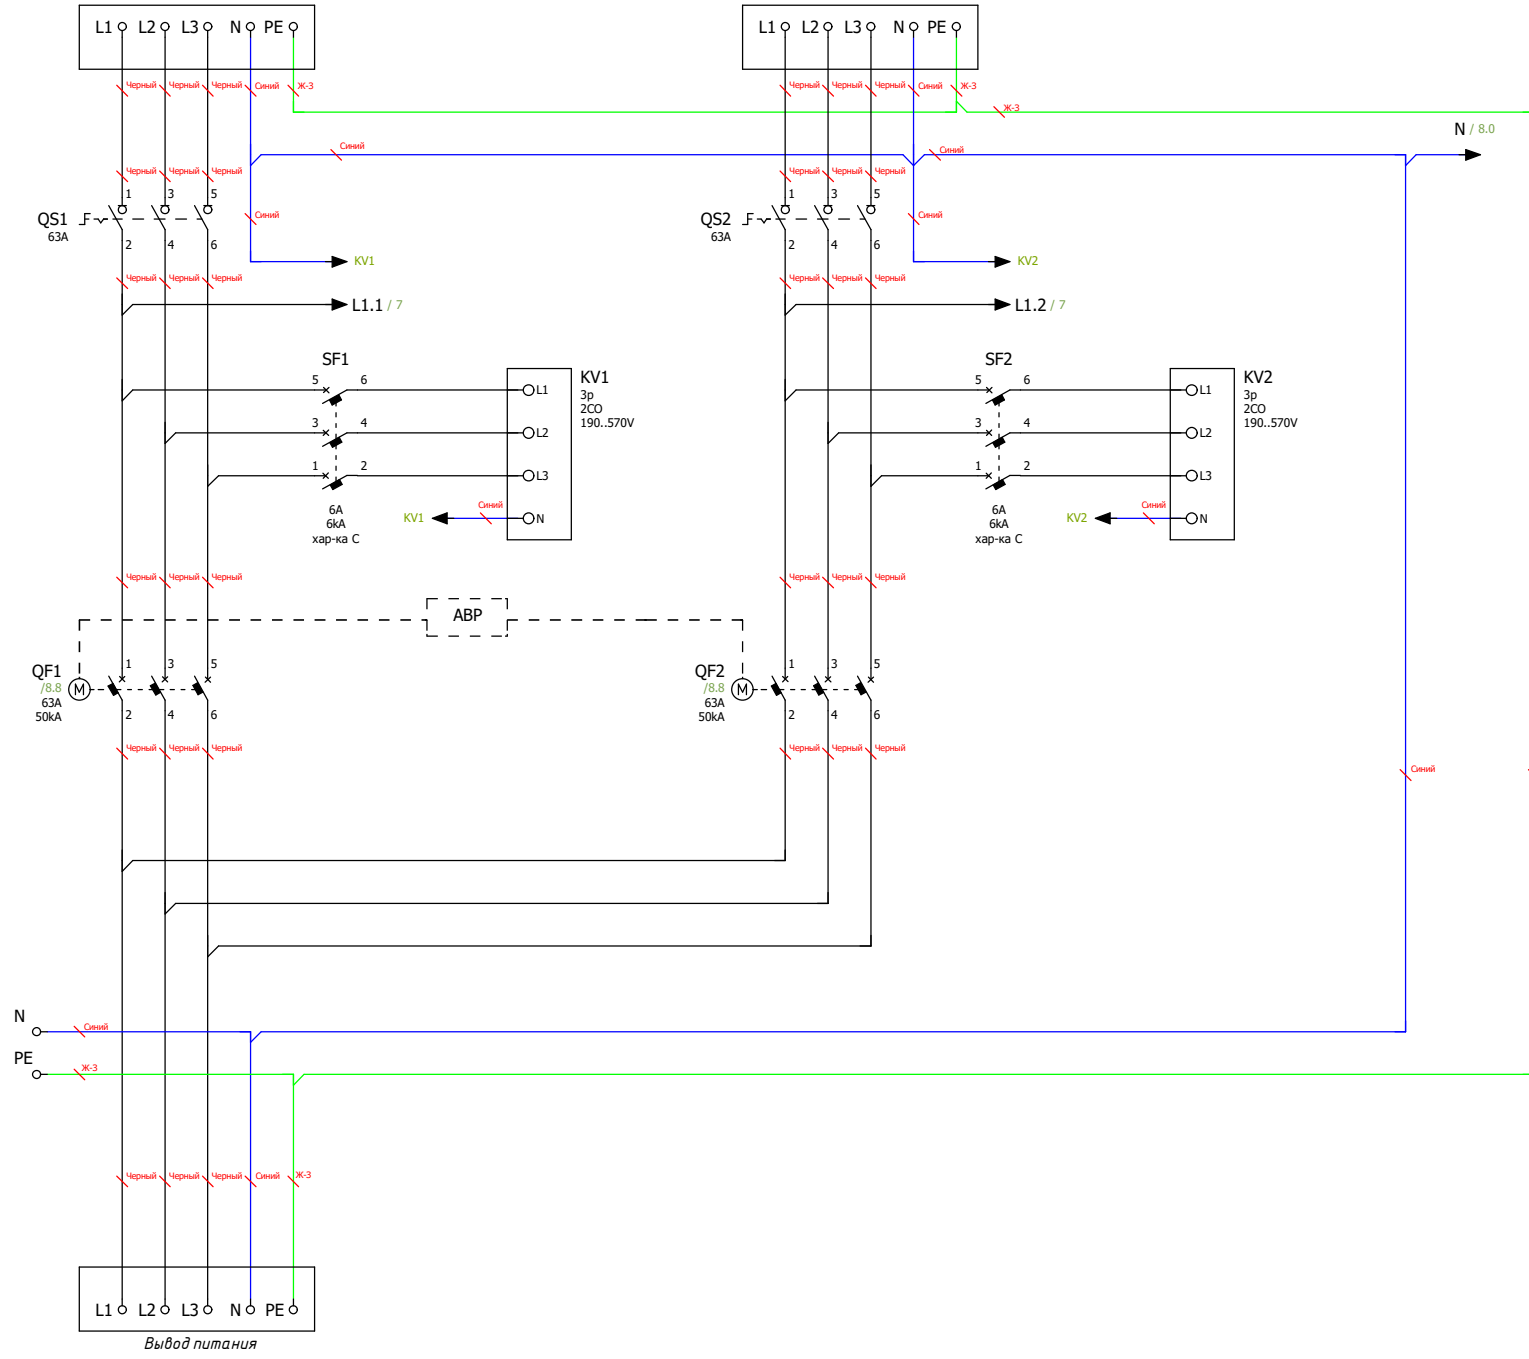 L1 L2 L3 N PE L1 L2 L3 N PE
Черный Черный Черный Синий Ж-З Черный Черный Черный Синий Ж-З
Ж-З
N / 8.0
Синий Синий
Черный Черный Черный Черный Черный Черный
1 3 5 1 3 5
QS1 Синий QS2 Синий
63A 63A
2 4 6 2 4 6
KV1 KV2
Черный Черный Черный Черный Черный Черный
L1.1 / 7 L1.2 / 7
SF1 SF2
5 6 L1 KV1 5 6 L1 KV2
3p 3p
2CO 2CO
190..570V 190..570V
3 4 L2 3 4 L2
1 2 L3 1 2 L3
KV1 Синий N KV2 Синий N
6A 6A
6kA 6kA
хар-ка С хар-ка С
Черный Черный Черный Черный Черный Черный
АВР
1 3 5 1 3 5
QF1 QF2
/8.8 M /8.8 M
63A 63A
50kA 50kA
2 4 6 2 4 6
Черный Черный Черный Черный Черный Черный
Синий
N
Синий
PE
Ж-З
Черный Черный Черный Синий Ж-З
L1 L2 L3 N PE
Вывод питания